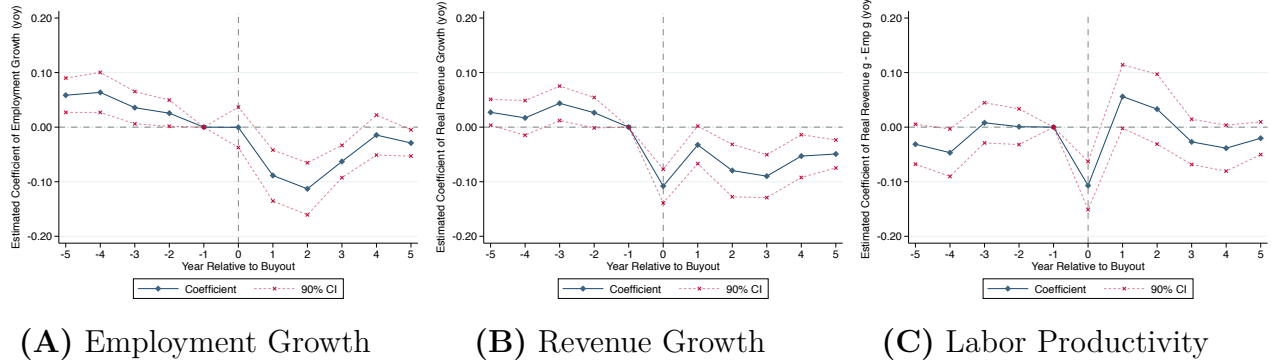 Estimated Coefficient of Employment Growth (yoy)
0.20
0.10
0.00
-0.10
-0.20
-5 -4 -3 -2 -1 0 1 2 3 4 5
Year Relative to Buyout
Coefficient 90% CI
(A) Employment Growth
Estimated Coefficient of Real Revenue Growth (yoy)
0.20
0.10
0.00
-0.10
-0.20
-5 -4 -3 -2 -1 0 1 2 3 4 5
Year Relative to Buyout
Coefficient 90% CI
(B) Revenue Growth
Estimated Coefficient of Real Revenue g - Emp g (yoy)
0.20
0.10
0.00
-0.10
-0.20
-5 -4 -3 -2 -1 0 1 2 3 4 5
Year Relative to Buyout
Coefficient 90% CI
(C) Labor Productivity